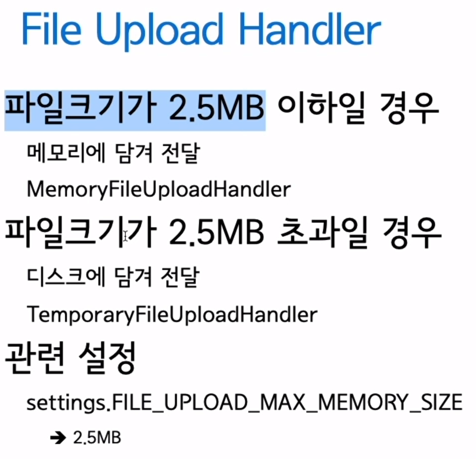 File Upload Handler
파일크기가 2.5MB 이하일 경우
메모리에 담겨 전달
MemoryFileUploadHandler
파일크기가 2.5MB 초과일 경우
디스크에 담겨 전달
TemporaryFileUploadHandler
관련 설정
settings.FILE_UPLOAD_MAX_MEMORY_SIZE
➔ 2.5MB